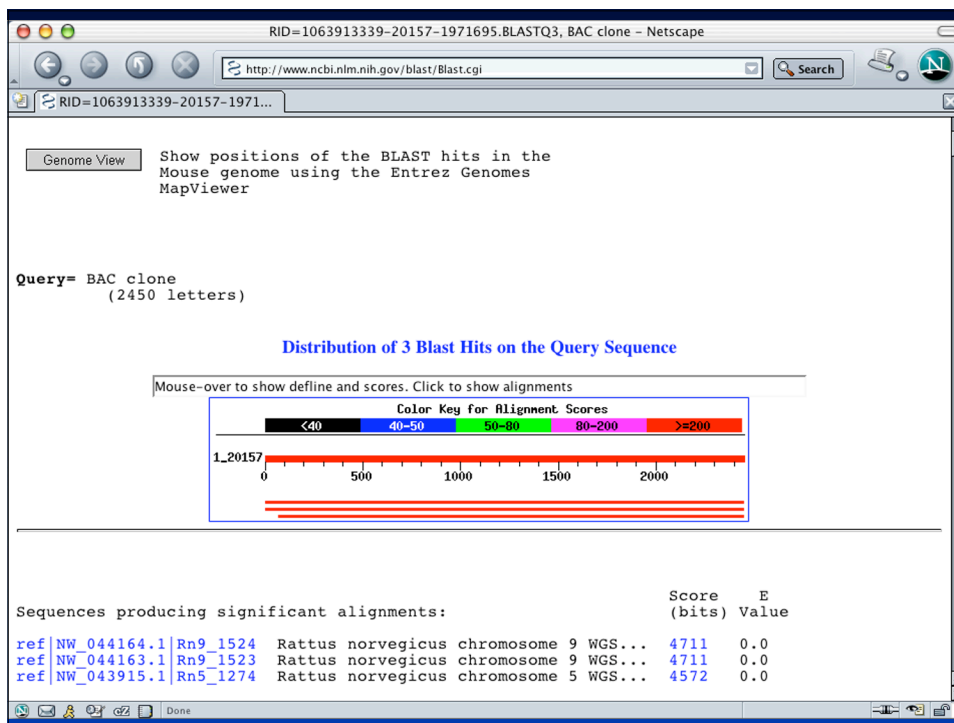 RID=1063913339-20157-1971695.BLASTQ3, BAC clone – Netscape
http://www.ncbi.nlm.nih.gov/blast/Blast.cgi
Search
N
RID=1063913339-20157-1971...
Genome View
Show positions of the BLAST hits in the
Mouse genome using the Entrez Genomes
MapViewer
Query= BAC clone
(2450 letters)
Distribution of 3 Blast Hits on the Query Sequence
Mouse-over to show defline and scores. Click to show alignments
Color Key for Alignment Scores
<40 40-50 50-80 80-200 >=200
1_20157
0 500 1000 1500 2000
Score E
Sequences producing significant alignments: (bits) Value
ref|NW_044164.1|Rn9_1524 Rattus norvegicus chromosome 9 WGS... 4711 0.0
ref|NW_044163.1|Rn9_1523 Rattus norvegicus chromosome 9 WGS... 4711 0.0
ref|NW_043915.1|Rn5_1274 Rattus norvegicus chromosome 5 WGS... 4572 0.0
Done